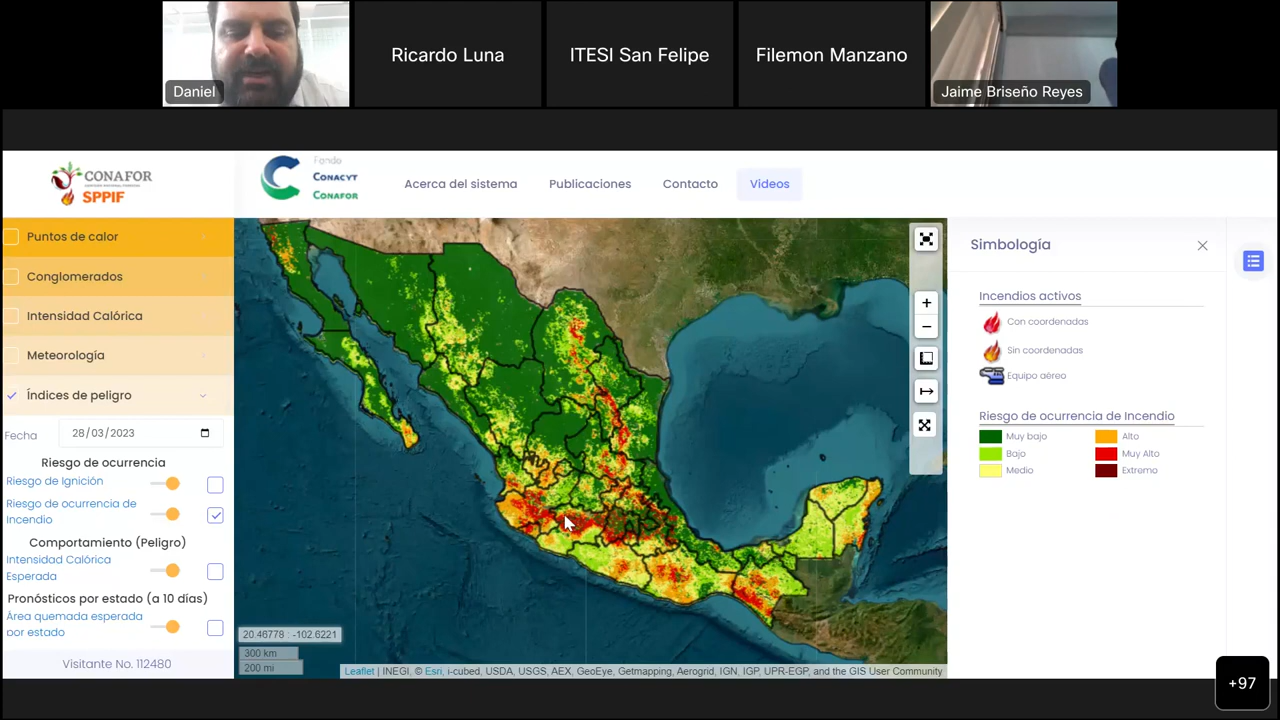 Daniel
Ricardo Luna
ITESI San Felipe
Filemon Manzano
Jaime Briseño Reyes
CONAFOR
SPPIF
Fondo
CONACYT
CONAFOR
Acerca del sistema
Publicaciones
Contacto
Videos
Puntos de calor
Conglomerados
Intensidad Calórica
Meteorología
Índices de peligro
Fecha
28/03/2023
Riesgo de ocurrencia
Riesgo de Ignición
Riesgo de ocurrencia de
Incendio
Comportamiento (Peligro)
Intensidad Calórica
Esperada
Pronósticos por estado (a 10 días)
Área quemada esperada
por estado
Visitante No. 112480
+
−
20.46778 : -102.6221
300 km
200 mi
Leaflet | INEGI, © Esri, i-cubed, USDA, USGS, AEX, GeoEye, Getmapping, Aerogrid, IGN, IGP, UPR-EGP, and the GIS User Community
Simbología
Incendios activos
Con coordenadas
Sin coordenadas
Equipo aéreo
Riesgo de ocurrencia de Incendio
Muy bajo
Alto
Bajo
Muy Alto
Medio
Extremo
+97